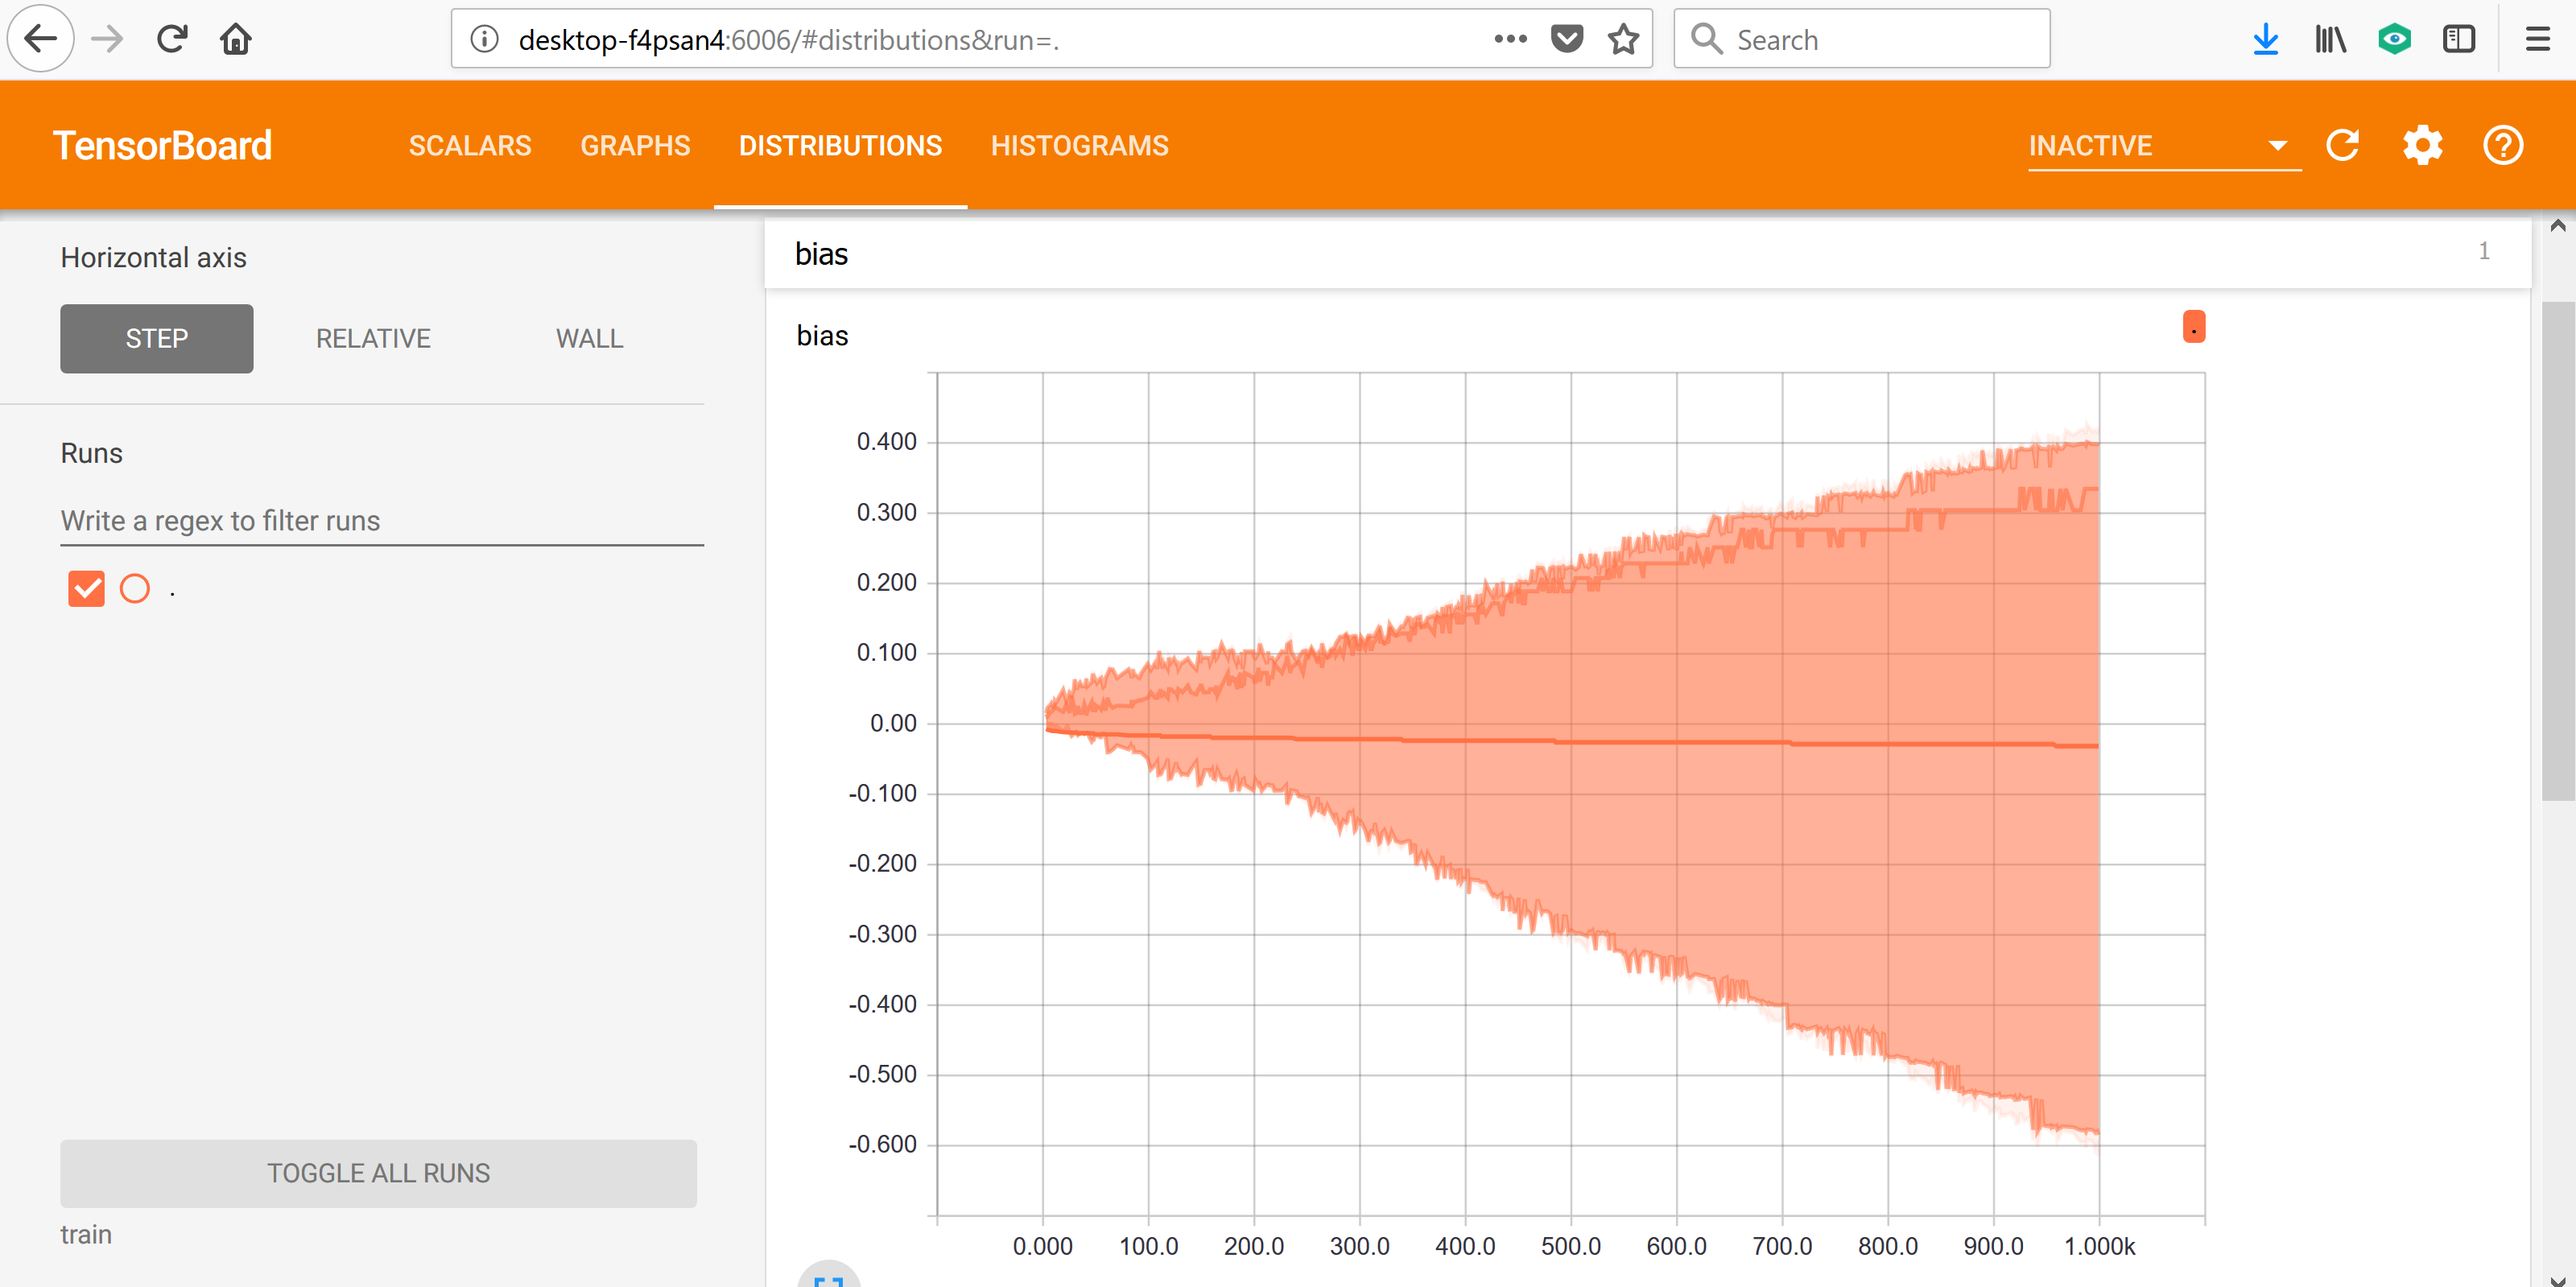 desktop-f4psan4:6006/#distributions&run=.
Search
TensorBoard
SCALARS
GRAPHS
DISTRIBUTIONS
HISTOGRAMS
INACTIVE
Horizontal axis
STEP
RELATIVE
WALL
Runs
Write a regex to filter runs
.
TOGGLE ALL RUNS
train
bias
1
bias
.
0.400
0.300
0.200
0.100
0.00
-0.100
-0.200
-0.300
-0.400
-0.500
-0.600
0.000 100.0 200.0 300.0 400.0 500.0 600.0 700.0 800.0 900.0 1.000k